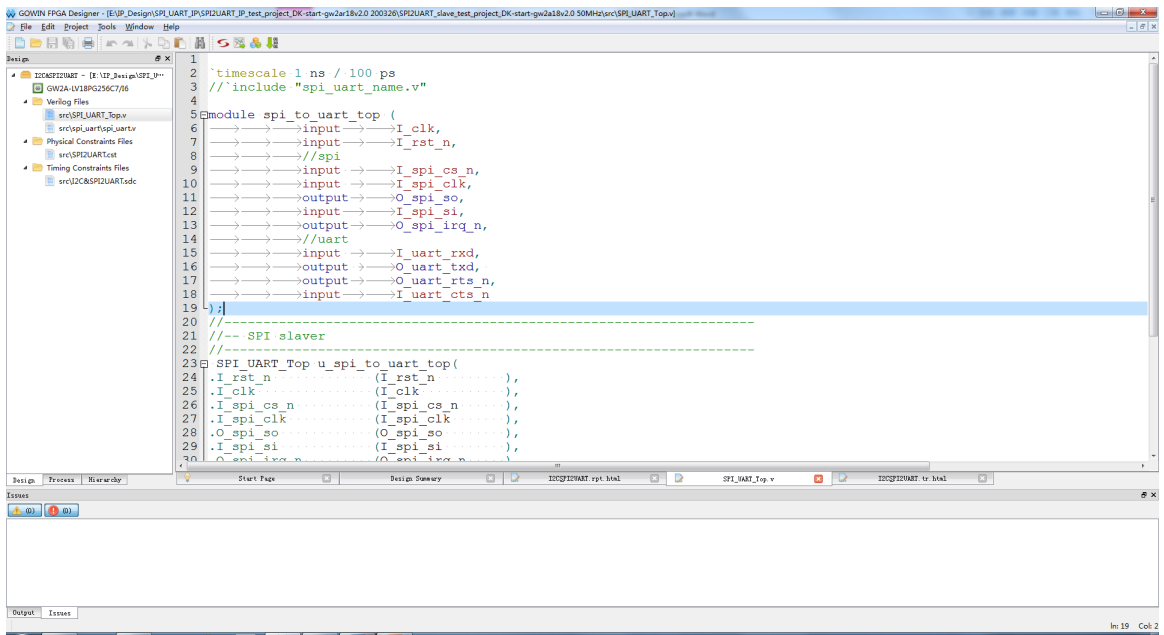 GOWIN FPGA Designer - [E:\IP_Design\SPI_UART_IP\SPI2UART_IP_test_project_DK-start-gw2ar18v2.0 200326\SPI2UART_slave_test_project_DK-start-gw2a18v2.0 50MHz\src\SPI_UART_Top.v]
File Edit Project Tools Window Help
Design
I2C&SPI2UART - [E:\IP_Design\SPI_U...
GW2A-LV18PG256C7/I6
Verilog Files
src\SPI_UART_Top.v
src\spi_uart\spi_uart.v
Physical Constraints Files
src\SPI2UART.cst
Timing Constraints Files
src\I2C&SPI2UART.sdc
Design Process Hierarchy
1
2 `timescale 1 ns / 100 ps
3 //`include "spi_uart_name.v"
4
5 module spi_to_uart_top (
6 input I_clk,
7 input I_rst_n,
8 //spi
9 input I_spi_cs_n,
10 input I_spi_clk,
11 output O_spi_so,
12 input I_spi_si,
13 output O_spi_irq_n,
14 //uart
15 input I_uart_rxd,
16 output O_uart_txd,
17 output O_uart_rts_n,
18 input I_uart_cts_n
19 );
20 //--------------------------------------------------------------------
21 //-- SPI slaver
22 //--------------------------------------------------------------------
23 SPI_UART_Top u_spi_to_uart_top(
24 .I_rst_n (I_rst_n ),
25 .I_clk (I_clk ),
26 .I_spi_cs_n (I_spi_cs_n ),
27 .I_spi_clk (I_spi_clk ),
28 .O_spi_so (O_spi_so ),
29 .I_spi_si (I_spi_si ),
30 .O_spi_irq_n (O_spi_irq_n )
Start Page Design Summary I2C&SPI2UART.rpt.html SPI_UART_Top.v I2C&SPI2UART.tr.html
Issues
(0) (0)
Output Issues
ln: 19 Col: 2